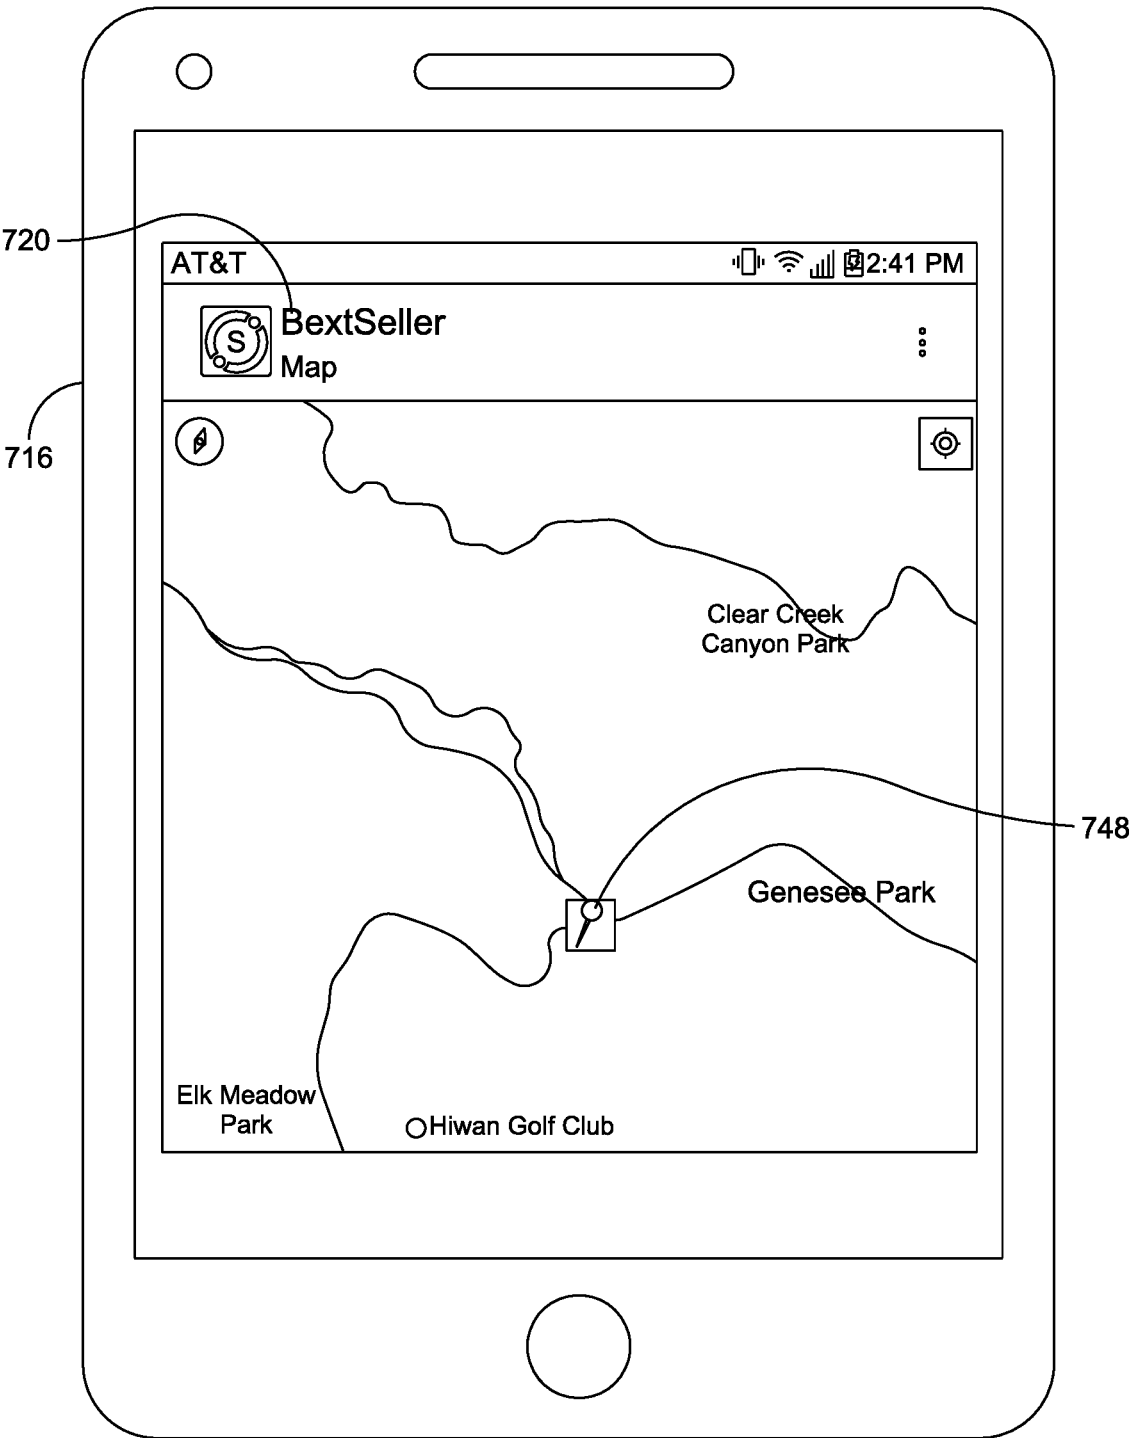 720
AT&T 2:41 PM
S
BextSeller
Map
716
Clear Creek
Canyon Park
748
Genesee Park
Elk Meadow
Park
Hiwan Golf Club